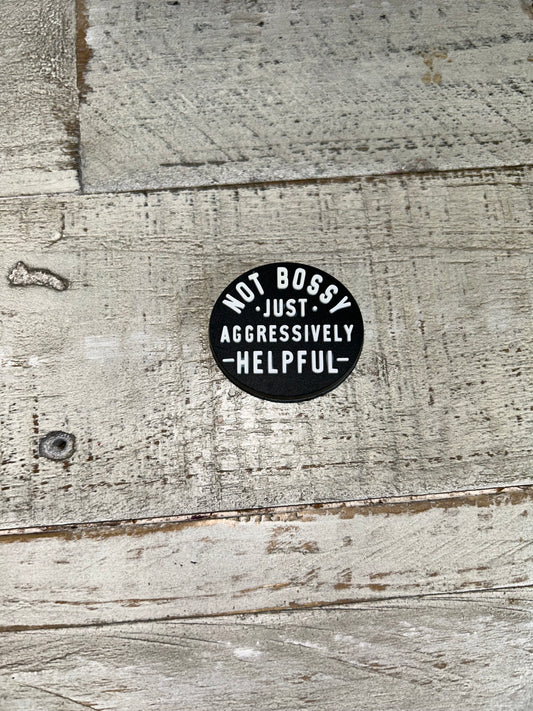 NOT BOSSY
·JUST·
AGGRESSIVELY
-HELPFUL-